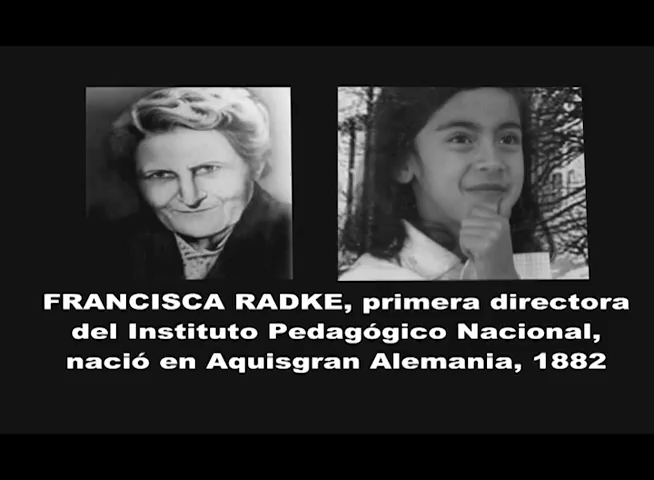 FRANCISCA RADKE, primera directora
del Instituto Pedagógico Nacional,
nació en Aquisgran Alemania, 1882